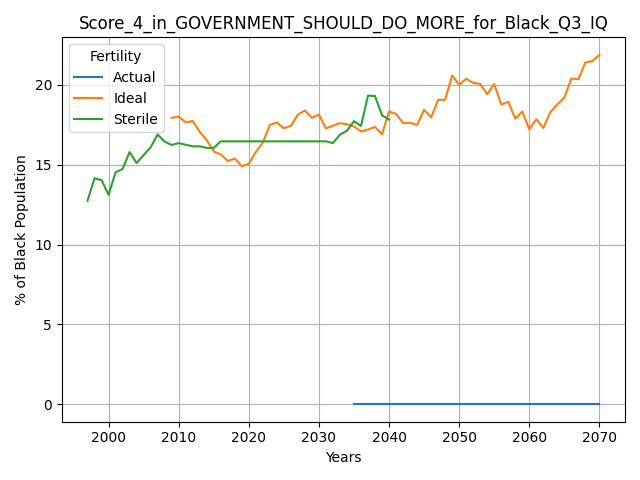 Score_4_in_GOVERNMENT_SHOULD_DO_MORE_for_Black_Q3_IQ
Fertility
Actual
Ideal
Sterile
% of Black Population
20
15
10
5
0
2000 2010 2020 2030 2040 2050 2060 2070
Years